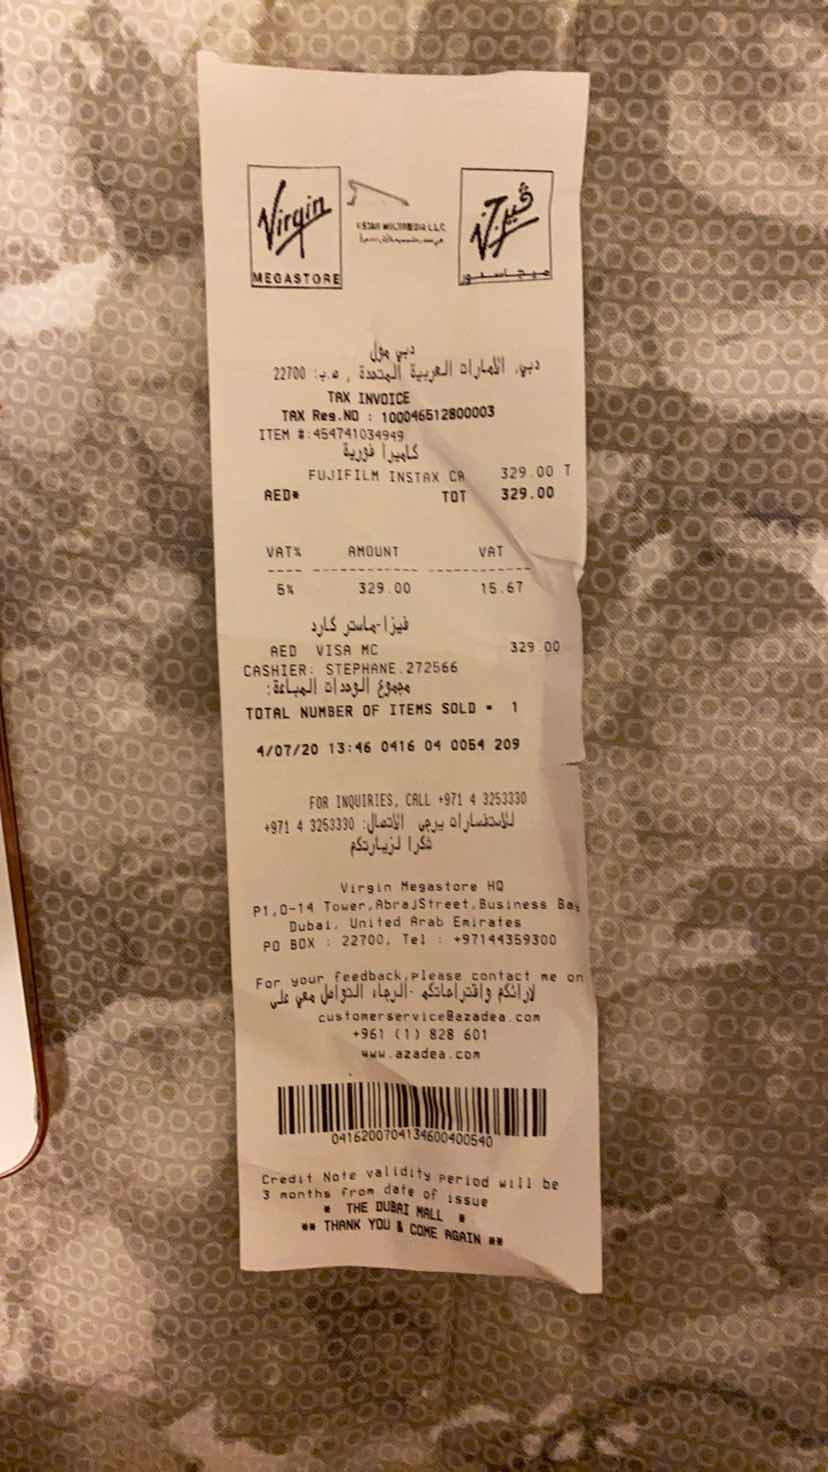 Virgin
MEGASTORE
ڤيرجن
ميجاستور
دبي مول
دبي، الامارات العربية المتحدة , ص.ب: 22700
TAX INVOICE
TAX Reg.NO : 100046512800003
ITEM #:454741034949
كاميرا فورية
FUJIFILM INSTAX CA 329.00 T
AED* TOT 329.00
VAT% AMOUNT VAT
---- ------------ ------------
5% 329.00 15.67
فيزا-ماستر كارد
AED VISA MC 329.00
CASHIER: STEPHANE.272566
مجموع الوحدات المباعة:
TOTAL NUMBER OF ITEMS SOLD = 1
4/07/20 13:46 0416 04 0054 209
FOR INQUIRIES, CALL +971 4 3253330
للاستفسارات يرجى الاتصال: 3253330 4 971+
شكرا لزيارتكم
Virgin Megastore HQ
P1,O-14 Tower,AbrajStreet,Business Bay
Dubai, United Arab Emirates
PO BOX : 22700, Tel : +97144359300
For your feedback,please contact me on
لارائكم واقتراحاتكم -الرجاء التواصل معي على
customerservice@azadea.com
+961 (1) 828 601
www.azadea.com
0416200704134600400540
Credit Note validity period will be
3 months from date of issue
* THE DUBAI MALL *
** THANK YOU & COME AGAIN **